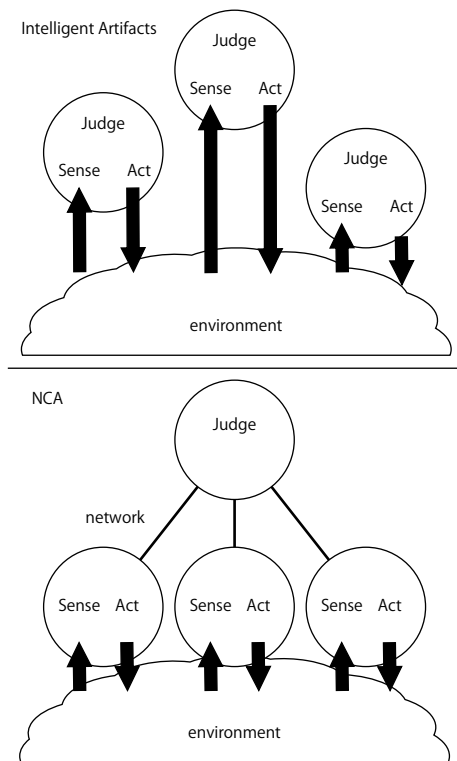 Intelligent Artifacts
Judge
Sense Act
Judge
Sense Act
Judge
Sense Act
environment
NCA
Judge
network
Sense Act
Sense Act
Sense Act
environment